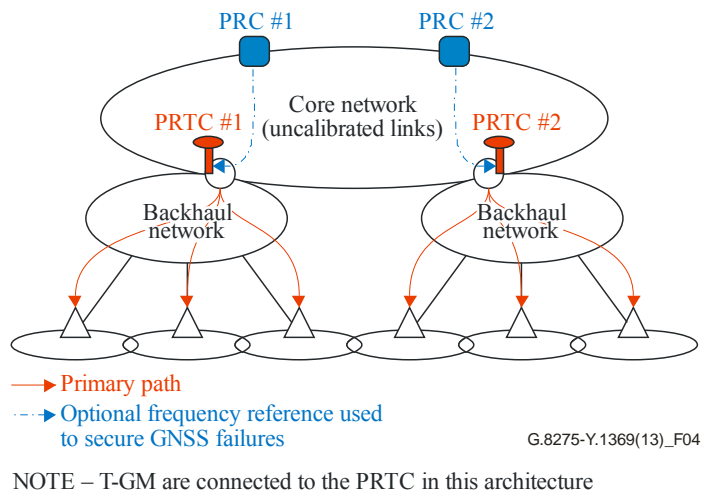 PRC #1
PRC #2
Core network
(uncalibrated links)
PRTC #1
PRTC #2
Backhaul
network
Backhaul
network
Primary path
Optional frequency reference used
to secure GNSS failures
G.8275-Y.1369(13)_F04
NOTE – T-GM are connected to the PRTC in this architecture